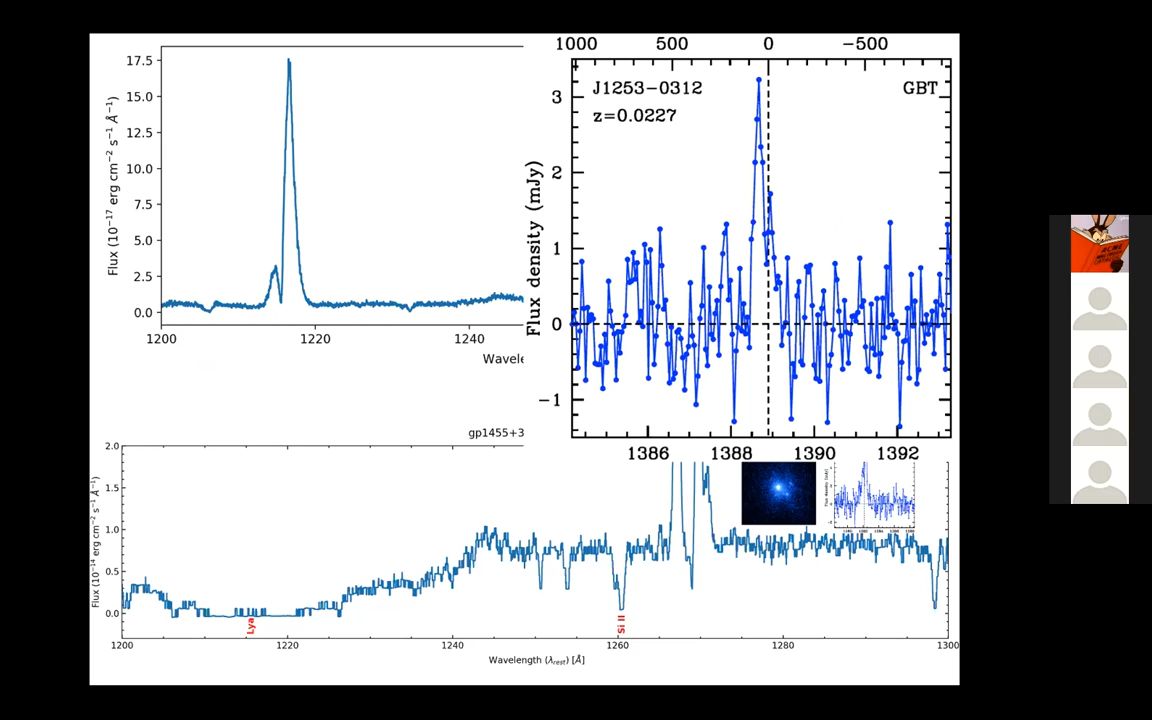 17.5
15.0
12.5
10.0
7.5
5.0
2.5
0.0
Flux (10⁻¹⁷ erg cm⁻² s⁻¹ Å⁻¹)
1200 1220 1240
Wavele
1000 500 0 −500
J1253−0312 GBT
z=0.0227
3
2
1
0
−1
Flux density (mJy)
1386 1388 1390 1392
gp1455+3
2.0
1.5
1.0
0.5
0.0
Flux (10⁻¹⁴ erg cm⁻² s⁻¹ Å⁻¹)
Lya
Si II
1200 1220 1240 1260 1280 1300
Wavelength (λrest) [Å]
ACME